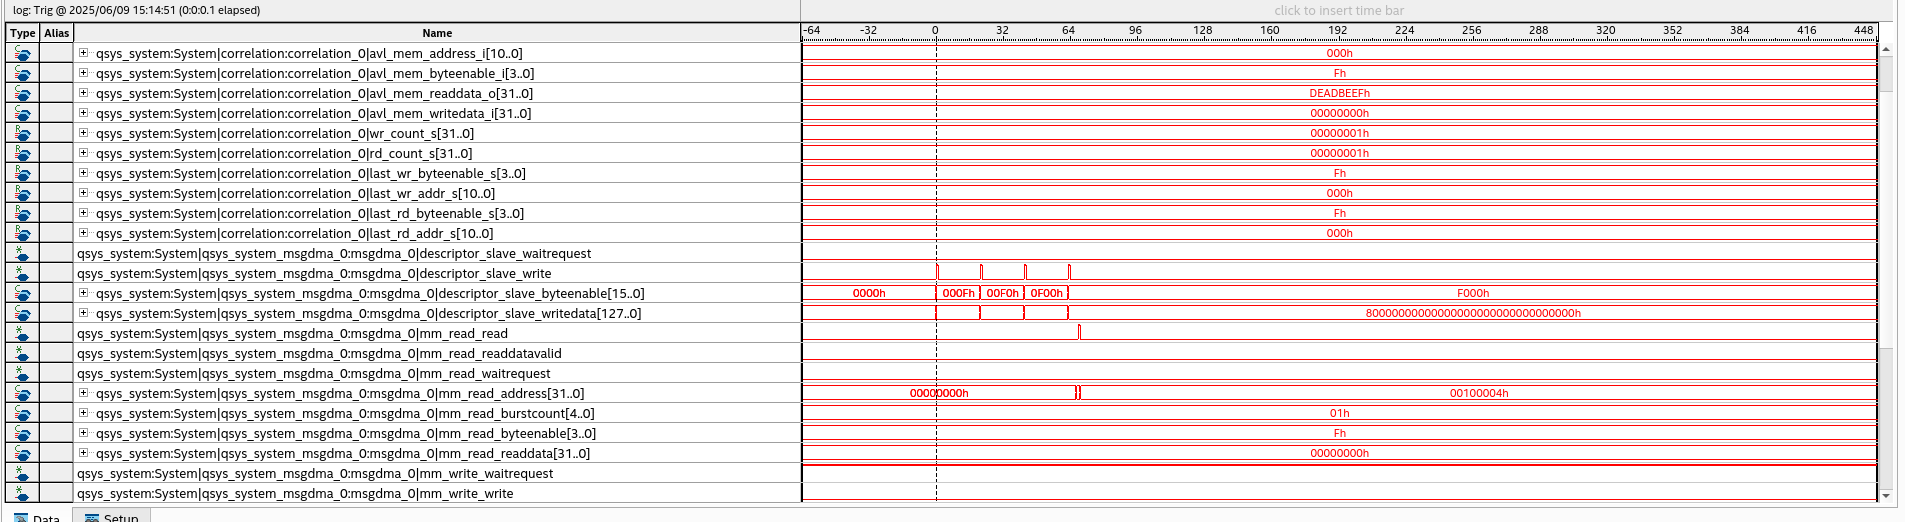 log: Trig @ 2025/06/09 15:14:51 (0:0:0.1 elapsed) click to insert time bar
Type Alias Name -64 -32 0 32 64 96 128 160 192 224 256 288 320 352 384 416 448
qsys_system:System|correlation:correlation_0|avl_mem_address_i[10..0] 000h
qsys_system:System|correlation:correlation_0|avl_mem_byteenable_i[3..0] Fh
qsys_system:System|correlation:correlation_0|avl_mem_readdata_o[31..0] DEADBEEFh
qsys_system:System|correlation:correlation_0|avl_mem_writedata_i[31..0] 00000000h
qsys_system:System|correlation:correlation_0|wr_count_s[31..0] 00000001h
qsys_system:System|correlation:correlation_0|rd_count_s[31..0] 00000001h
qsys_system:System|correlation:correlation_0|last_wr_byteenable_s[3..0] Fh
qsys_system:System|correlation:correlation_0|last_wr_addr_s[10..0] 000h
qsys_system:System|correlation:correlation_0|last_rd_byteenable_s[3..0] Fh
qsys_system:System|correlation:correlation_0|last_rd_addr_s[10..0] 000h
qsys_system:System|qsys_system_msgdma_0:msgdma_0|descriptor_slave_waitrequest
qsys_system:System|qsys_system_msgdma_0:msgdma_0|descriptor_slave_write
qsys_system:System|qsys_system_msgdma_0:msgdma_0|descriptor_slave_byteenable[15..0] 0000h 000Fh 00F0h 0F00h F000h
qsys_system:System|qsys_system_msgdma_0:msgdma_0|descriptor_slave_writedata[127..0] 80000000000000000000000000000000h
qsys_system:System|qsys_system_msgdma_0:msgdma_0|mm_read_read
qsys_system:System|qsys_system_msgdma_0:msgdma_0|mm_read_readdatavalid
qsys_system:System|qsys_system_msgdma_0:msgdma_0|mm_read_waitrequest
qsys_system:System|qsys_system_msgdma_0:msgdma_0|mm_read_address[31..0] 00000000h 00100004h
qsys_system:System|qsys_system_msgdma_0:msgdma_0|mm_read_burstcount[4..0] 01h
qsys_system:System|qsys_system_msgdma_0:msgdma_0|mm_read_byteenable[3..0] Fh
qsys_system:System|qsys_system_msgdma_0:msgdma_0|mm_read_readdata[31..0] 00000000h
qsys_system:System|qsys_system_msgdma_0:msgdma_0|mm_write_waitrequest
qsys_system:System|qsys_system_msgdma_0:msgdma_0|mm_write_write
Data Setup